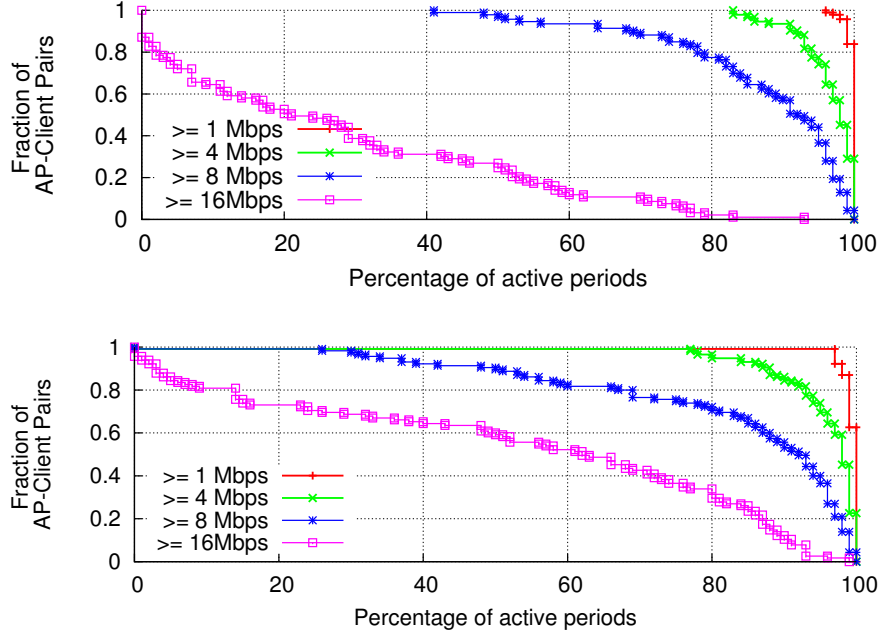 1
0.8
0.6
0.4
0.2
0
Fraction of
AP-Client Pairs
>= 1 Mbps
>= 4 Mbps
>= 8 Mbps
>= 16Mbps
0 20 40 60 80 100
Percentage of active periods
1
0.8
0.6
0.4
0.2
0
Fraction of
AP-Client Pairs
>= 1 Mbps
>= 4 Mbps
>= 8 Mbps
>= 16Mbps
0 20 40 60 80 100
Percentage of active periods